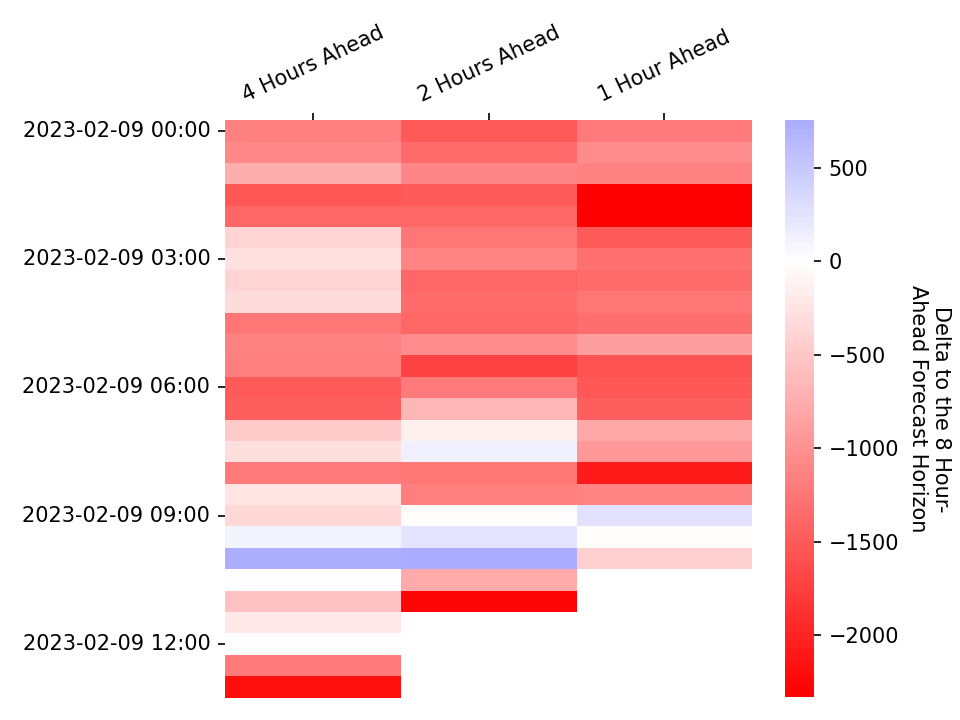 4 Hours Ahead
2 Hours Ahead
1 Hour Ahead
2023-02-09 00:00
2023-02-09 03:00
2023-02-09 06:00
2023-02-09 09:00
2023-02-09 12:00
500
0
−500
−1000
−1500
−2000
Delta to the 8 Hour-
Ahead Forecast Horizon